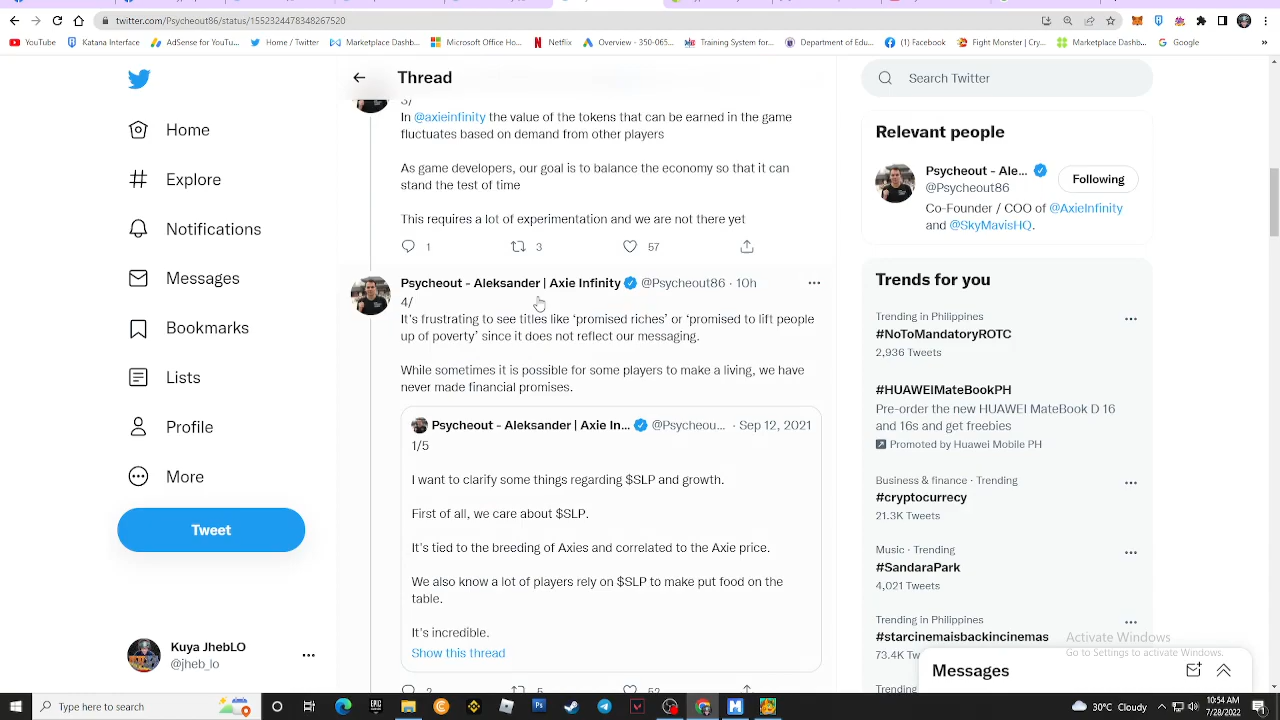 twitter.com/Psycheout86/status/1552324478348267520
YouTube
Katana Interface
AdSense for YouTu...
Home / Twitter
Marketplace Dashb...
Microsoft Office Ho...
Netflix
Overview - 350-065...
Training System for...
Department of Edu...
(1) Facebook
Fight Monster | Cry...
Marketplace Dashb...
Google
»
Thread
Search Twitter
Home
Explore
Notifications
Messages
Bookmarks
Lists
Profile
More
Tweet
Kuya JhebLO
@jheb_lo
3/
In @axieinfinity the value of the tokens that can be earned in the game
fluctuates based on demand from other players
As game developers, our goal is to balance the economy so that it can
stand the test of time
This requires a lot of experimentation and we are not there yet
1 3 57
Psycheout - Aleksander | Axie Infinity @Psycheout86 · 10h
4/
It's frustrating to see titles like ‘promised riches’ or ‘promised to lift people
up of poverty’ since it does not reflect our messaging.
While sometimes it is possible for some players to make a living, we have
never made financial promises.
Psycheout - Aleksander | Axie In... @Psycheou... · Sep 12, 2021
1/5
I want to clarify some things regarding $SLP and growth.
First of all, we care about $SLP.
It's tied to the breeding of Axies and correlated to the Axie price.
We also know a lot of players rely on $SLP to make put food on the
table.
It's incredible.
Show this thread
2 5 52
Relevant people
Psycheout - Ale...
@Psycheout86
Following
Co-Founder / COO of @AxieInfinity
and @SkyMavisHQ.
Trends for you
Trending in Philippines
#NoToMandatoryROTC
2,936 Tweets
#HUAWEIMateBookPH
Pre-order the new HUAWEI MateBook D 16
and 16s and get freebies
Promoted by Huawei Mobile PH
Business & finance · Trending
#cryptocurrecy
21.3K Tweets
Music · Trending
#SandaraPark
4,021 Tweets
Trending in Philippines
#starcinemaisbackincinemas
73.4K Tw
Trending
Activate Windows
Go to Settings to activate Windows.
Messages
Type here to search
30°C Cloudy
10:54 AM
7/28/2022